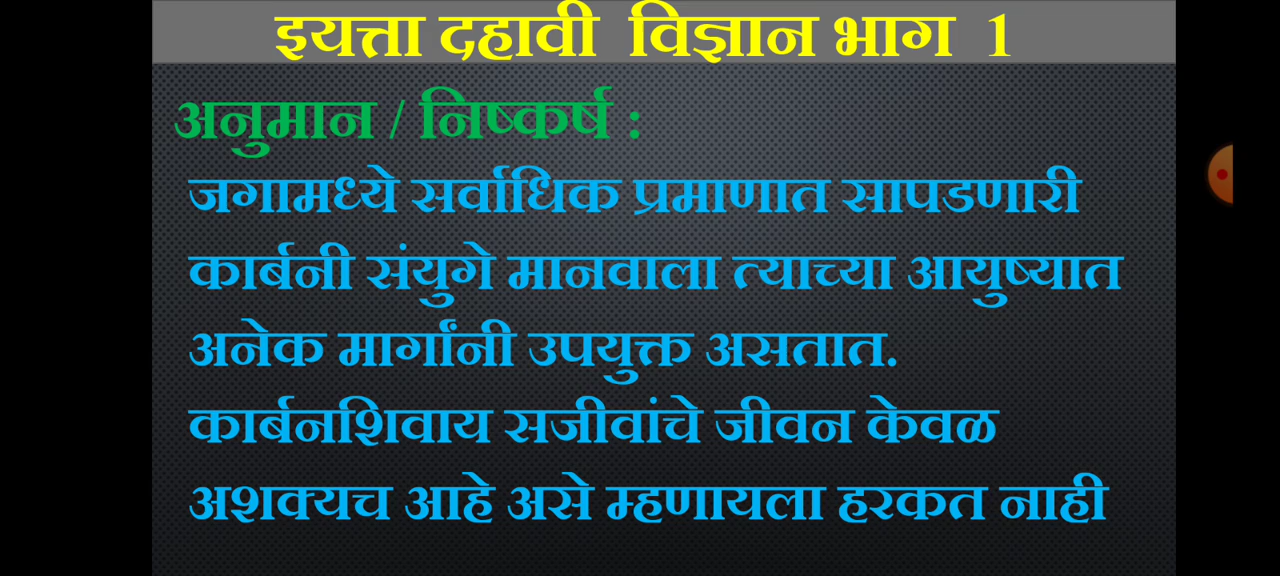 इयत्ता दहावी विज्ञान भाग 1
अनुमान / निष्कर्ष :
जगामध्ये सर्वाधिक प्रमाणात सापडणारी
कार्बनी संयुगे मानवाला त्याच्या आयुष्यात
अनेक मार्गांनी उपयुक्त असतात.
कार्बनशिवाय सजीवांचे जीवन केवळ
अशक्यच आहे असे म्हणायला हरकत नाही